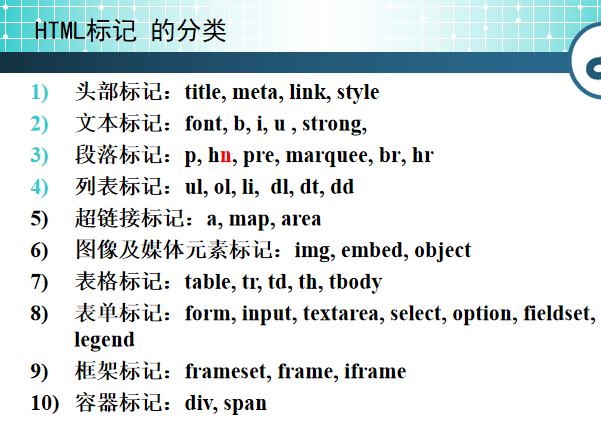 HTML标记 的分类
1) 头部标记：title, meta, link, style
2) 文本标记：font, b, i, u , strong,
3) 段落标记：p, hn, pre, marquee, br, hr
4) 列表标记：ul, ol, li, dl, dt, dd
5) 超链接标记：a, map, area
6) 图像及媒体元素标记：img, embed, object
7) 表格标记：table, tr, td, th, tbody
8) 表单标记：form, input, textarea, select, option, fieldset,
legend
9) 框架标记：frameset, frame, iframe
10) 容器标记：div, span